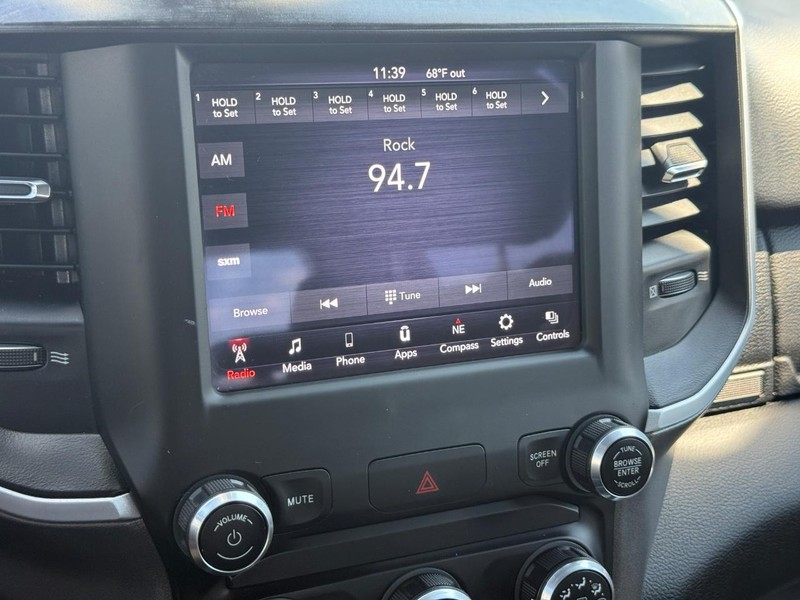 11:39 68°F out
1 HOLD to Set 2 HOLD to Set 3 HOLD to Set 4 HOLD to Set 5 HOLD to Set 6 HOLD to Set
Rock
94.7
AM
FM
sxm
Browse Tune Audio
Radio Media Phone Apps NE Compass Settings Controls
VOLUME
MUTE
SCREEN
OFF
TUNE
BROWSE
ENTER
SCROLL